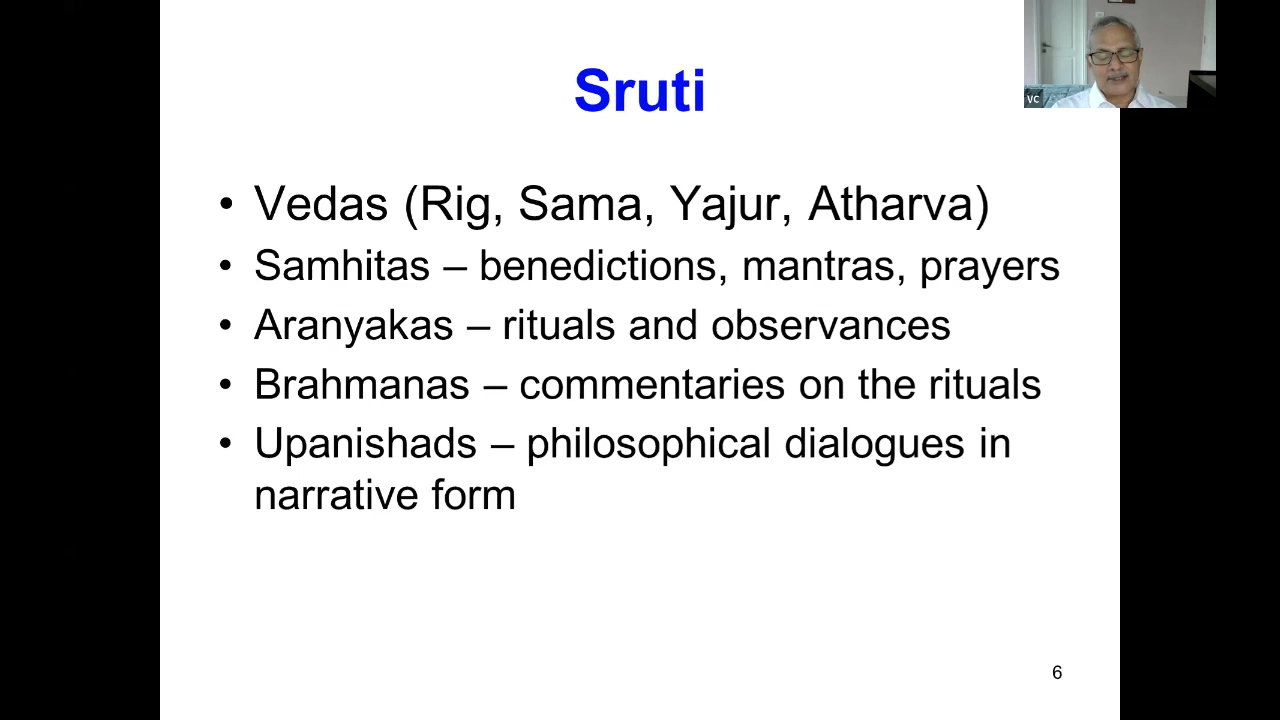 Sruti
VC
• Vedas (Rig, Sama, Yajur, Atharva)
• Samhitas – benedictions, mantras, prayers
• Aranyakas – rituals and observances
• Brahmanas – commentaries on the rituals
• Upanishads – philosophical dialogues in
narrative form
6